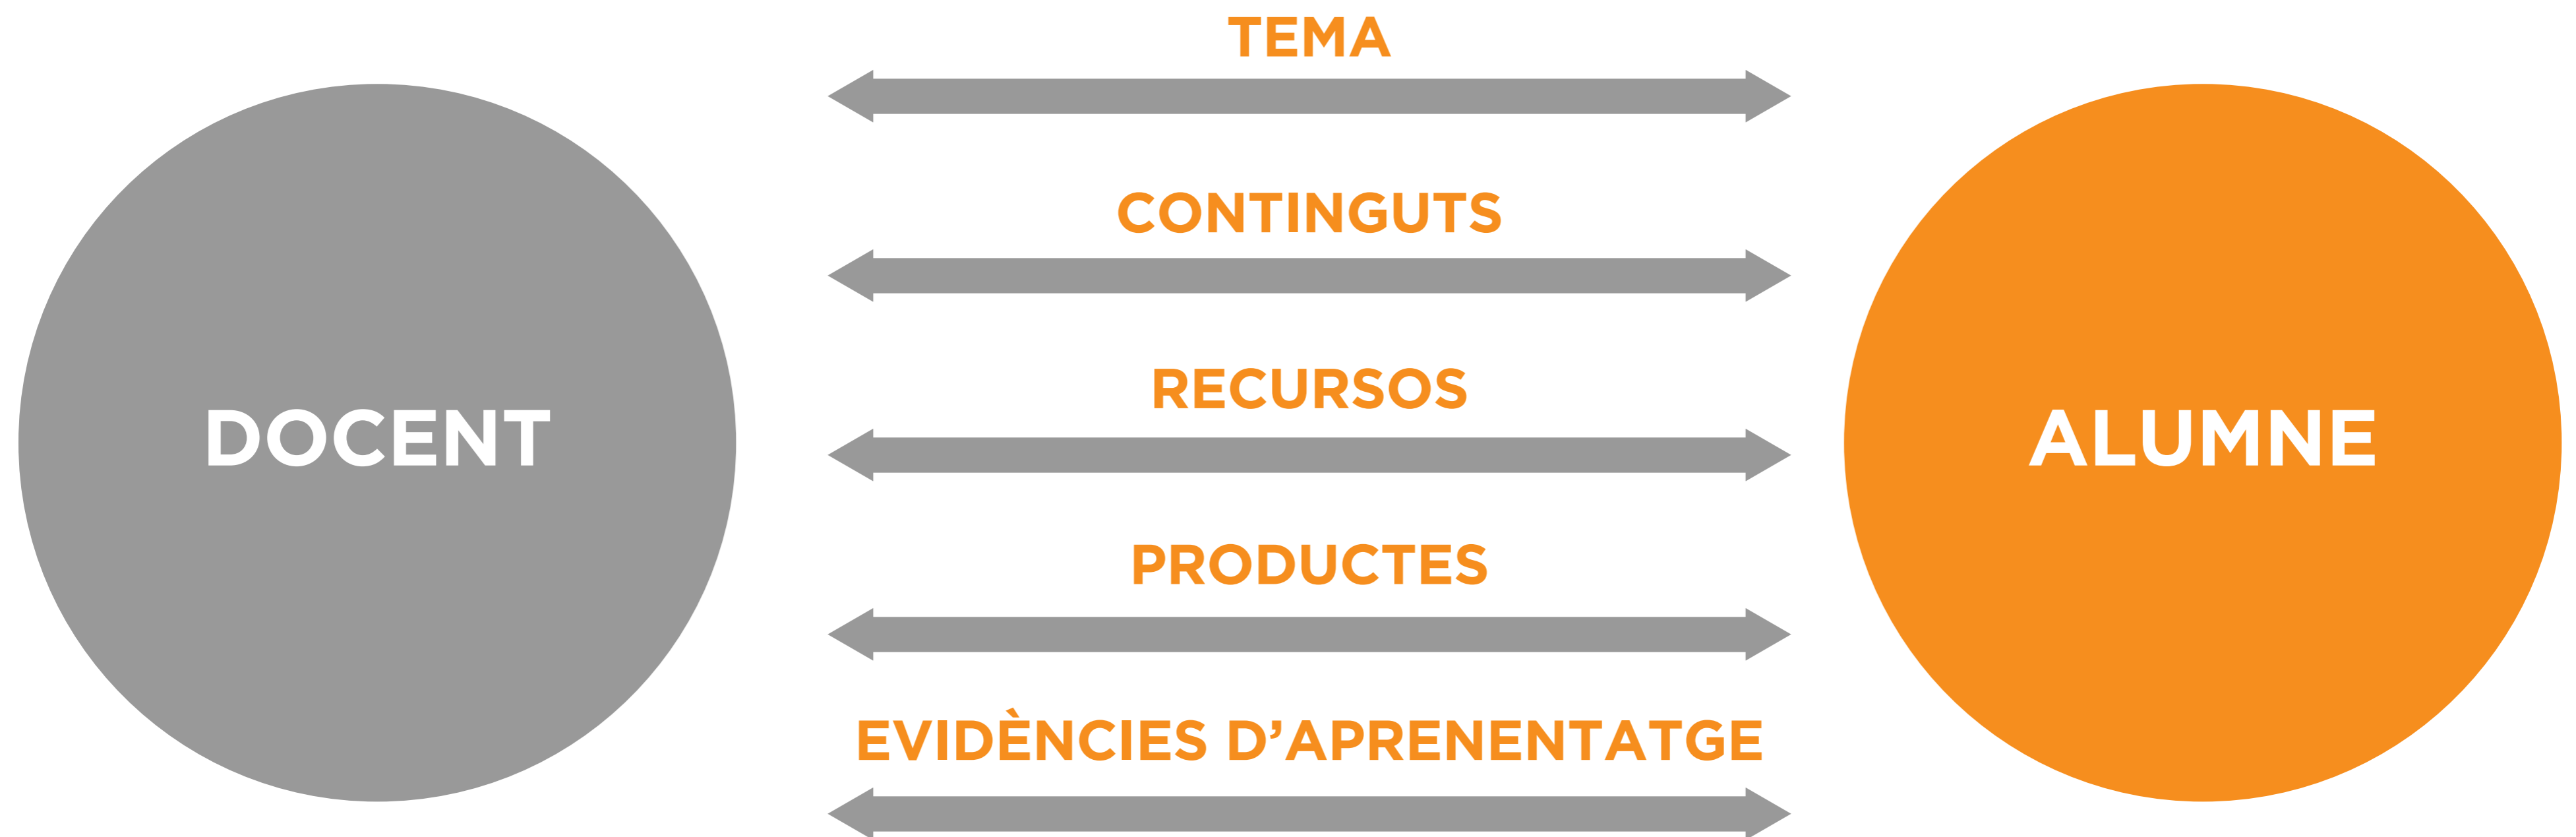 TEMA
CONTINGUTS
RECURSOS
DOCENT
ALUMNE
PRODUCTES
EVIDÈNCIES D’APRENENTATGE